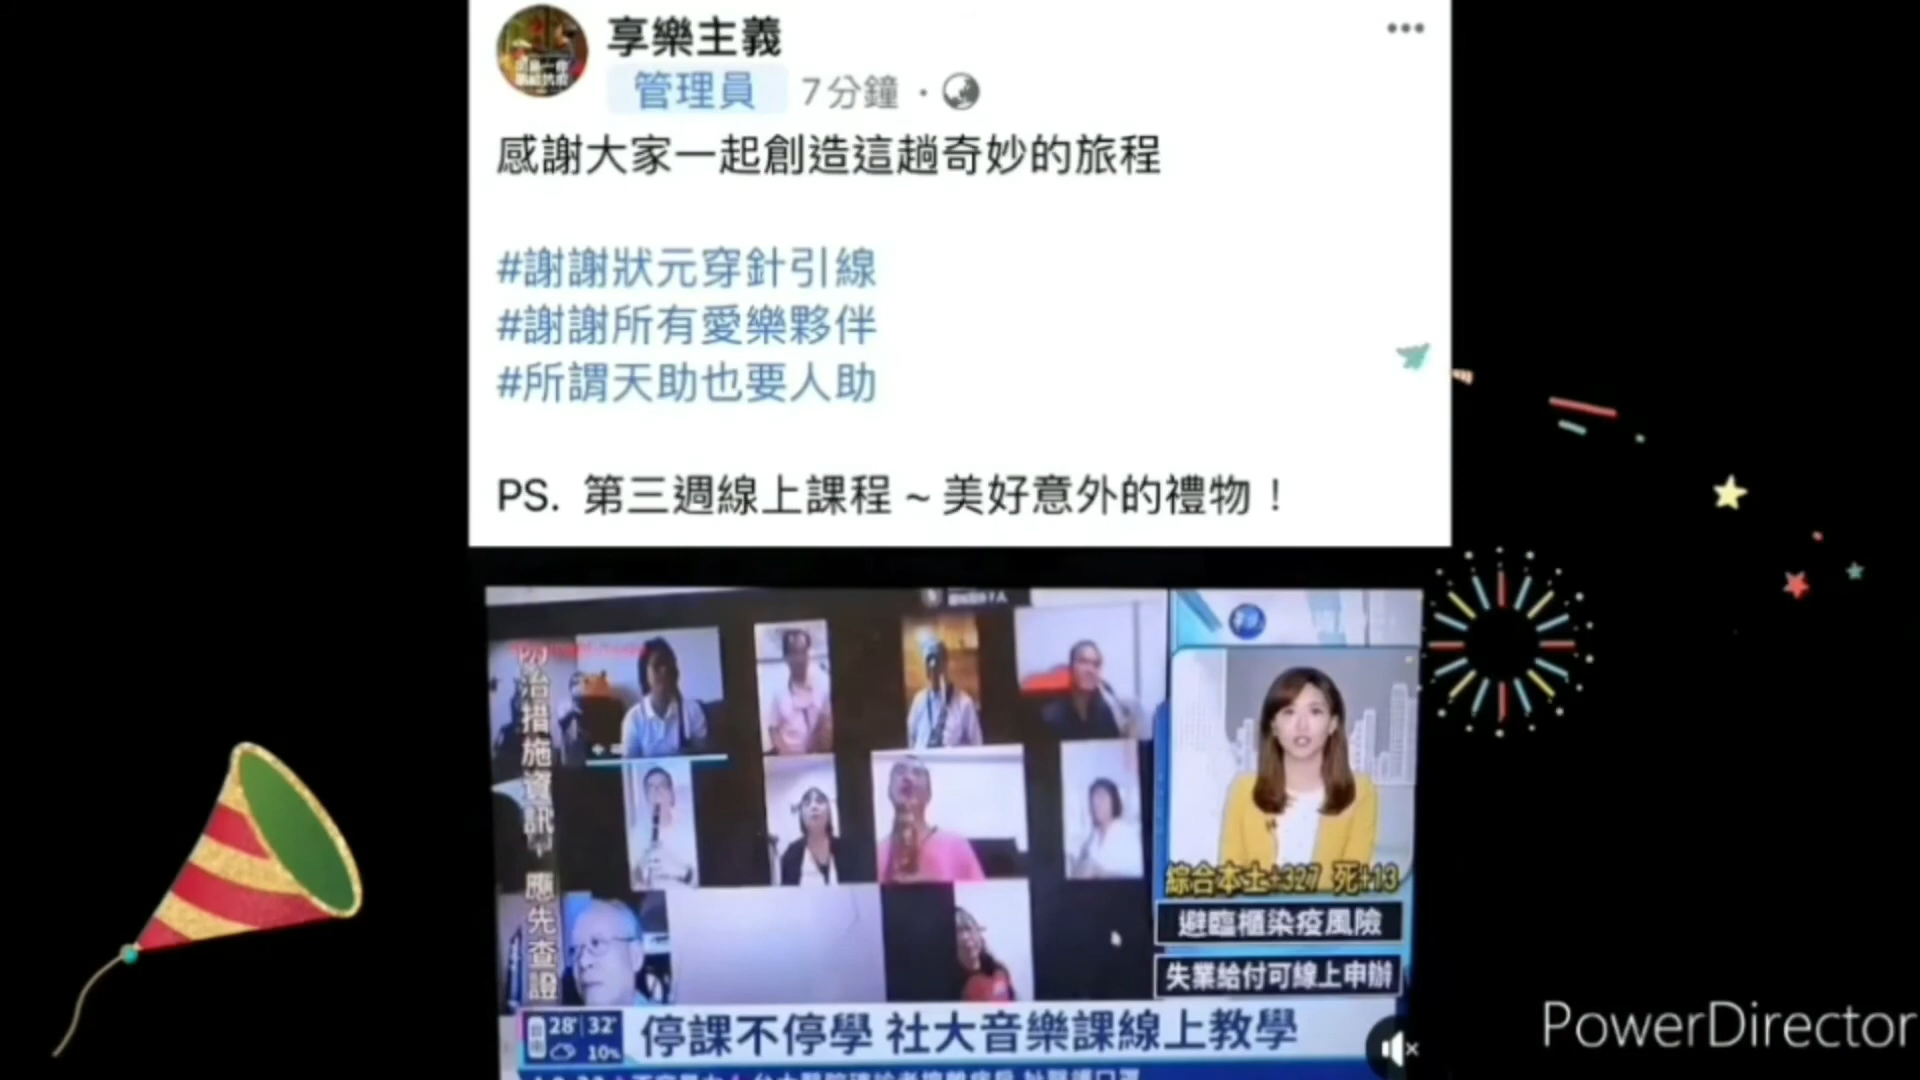 享樂主義
管理員 7分鐘 ·
感謝大家一起創造這趟奇妙的旅程
#謝謝狀元穿針引線
#謝謝所有愛樂夥伴
#所謂天助也要人助
PS. 第三週線上課程 ~ 美好意外的禮物！
治措施資訊 應先查證
綜合本土+327 死+13
避臨櫃染疫風險
失業給付可線上申辦
28° 32°
10%
停課不停學 社大音樂課線上教學
PowerDirector